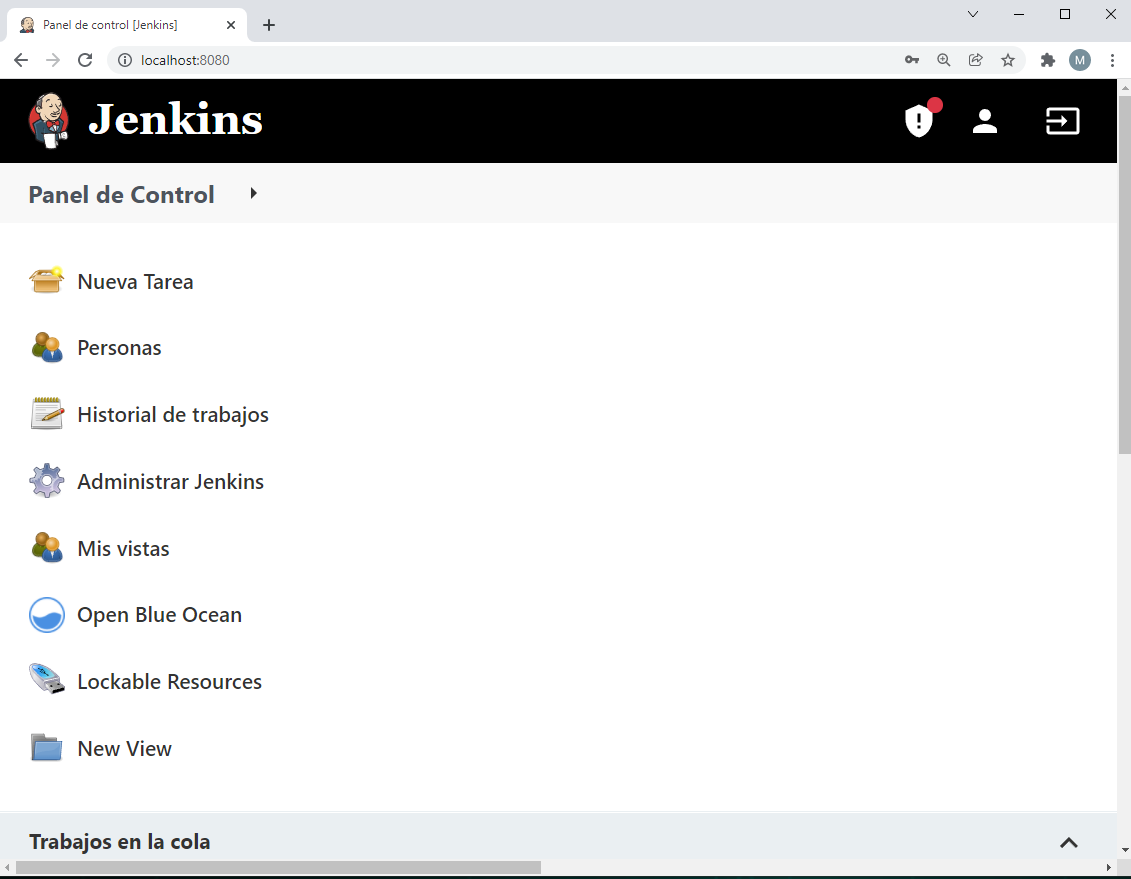 Panel de control [Jenkins]
localhost:8080
M
Jenkins
Panel de Control
Nueva Tarea
Personas
Historial de trabajos
Administrar Jenkins
Mis vistas
Open Blue Ocean
Lockable Resources
New View
Trabajos en la cola